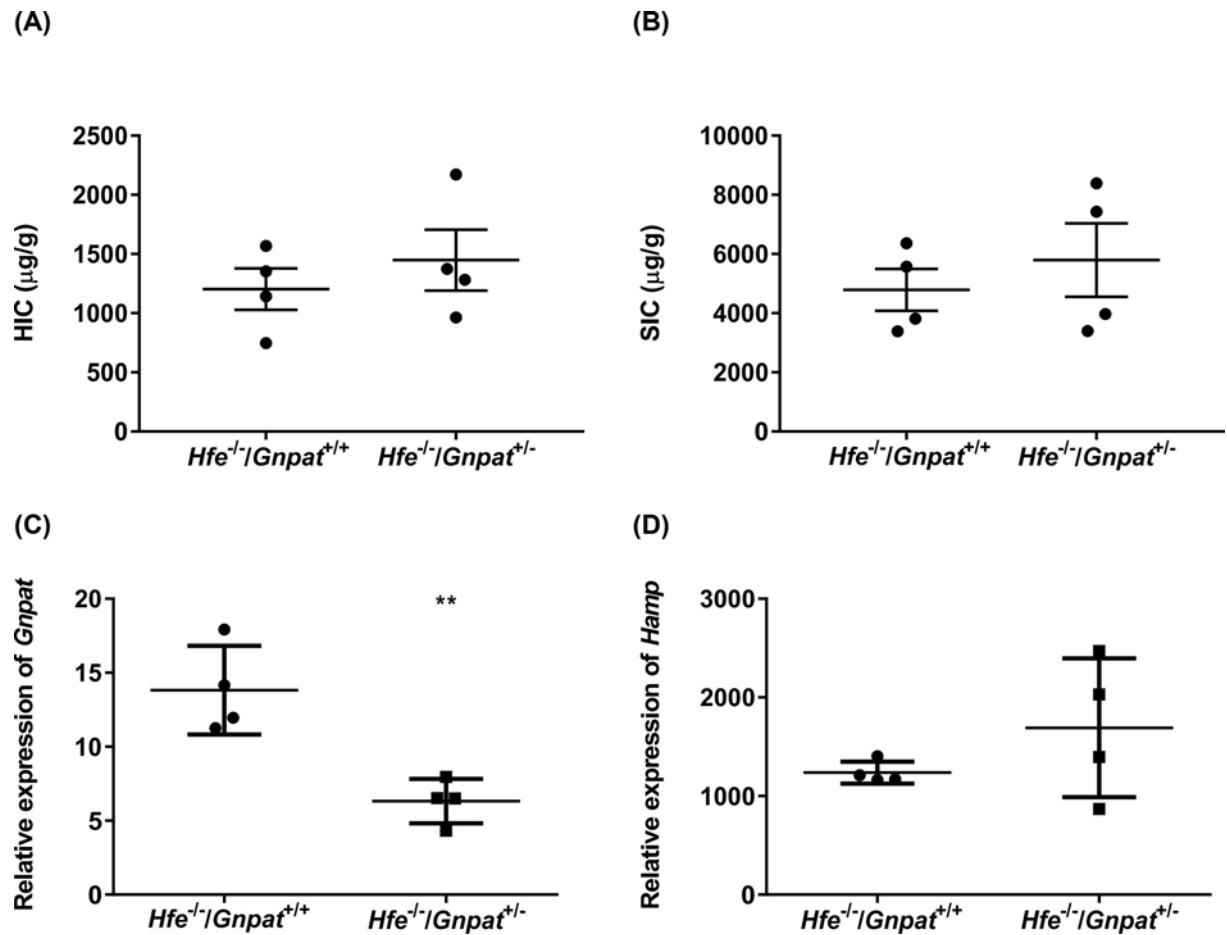 (A)
HIC (μg/g)
2500
2000
1500
1000
500
0
Hfe-/-/Gnpat+/+
Hfe-/-/Gnpat+/-
(B)
SIC (μg/g)
10000
8000
6000
4000
2000
0
Hfe-/-/Gnpat+/+
Hfe-/-/Gnpat+/-
(C)
Relative expression of Gnpat
20
15
10
5
0
**
Hfe-/-/Gnpat+/+
Hfe-/-/Gnpat+/-
(D)
Relative expression of Hamp
3000
2000
1000
0
Hfe-/-/Gnpat+/+
Hfe-/-/Gnpat+/-